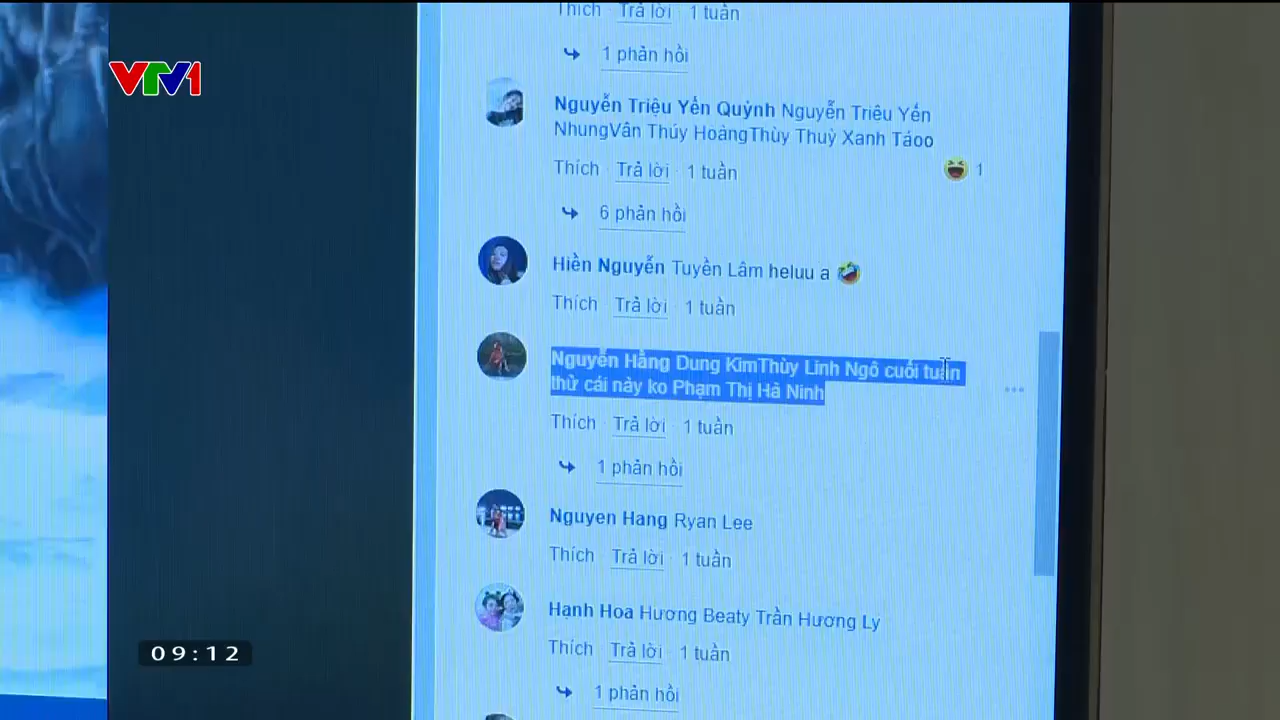 Thích · Trả lời · 1 tuần
1 phản hồi
VTV1
Nguyễn Triệu Yến Quỳnh Nguyễn Triêu Yến
NhungVân Thúy HoàngThùy Thuỳ Xanh Táoo
Thích · Trả lời · 1 tuần
1
6 phản hồi
Hiền Nguyễn Tuyền Lâm heluu a 🤣
Thích · Trả lời · 1 tuần
Nguyễn Hằng Dung KimThùy Linh Ngô cuối tuần
thử cái này ko Phạm Thị Hà Ninh
Thích · Trả lời · 1 tuần
1 phản hồi
Nguyen Hang Ryan Lee
Thích · Trả lời · 1 tuần
Hạnh Hoa Hương Beaty Trần Hương Ly
Thích · Trả lời · 1 tuần
09:12
1 phản hồi